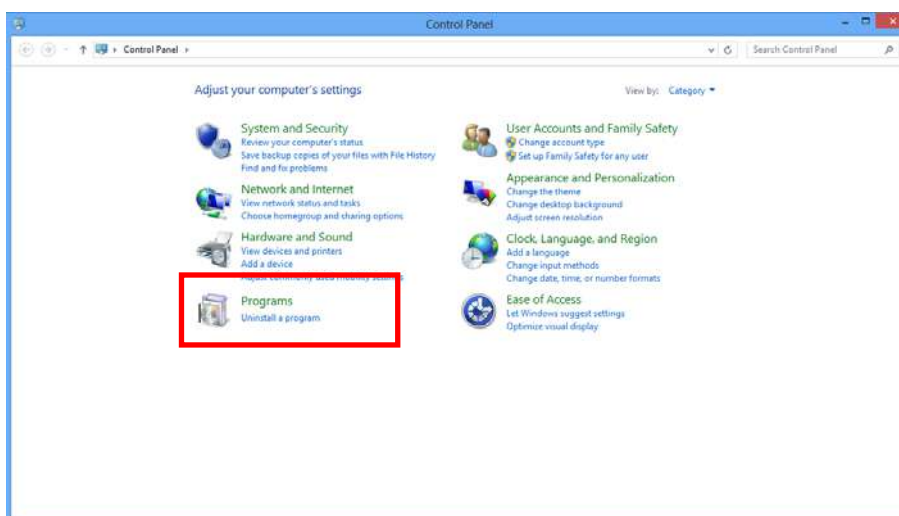 Control Panel
Control Panel
Search Control Panel
Adjust your computer's settings
View by: Category
System and Security
Review your computer's status
Save backup copies of your files with File History
Find and fix problems
Network and Internet
View network status and tasks
Choose homegroup and sharing options
Hardware and Sound
View devices and printers
Add a device
Adjust commonly used mobility settings
Programs
Uninstall a program
User Accounts and Family Safety
Change account type
Set up Family Safety for any user
Appearance and Personalization
Change the theme
Change desktop background
Adjust screen resolution
Clock, Language, and Region
Add a language
Change input methods
Change date, time, or number formats
Ease of Access
Let Windows suggest settings
Optimize visual display